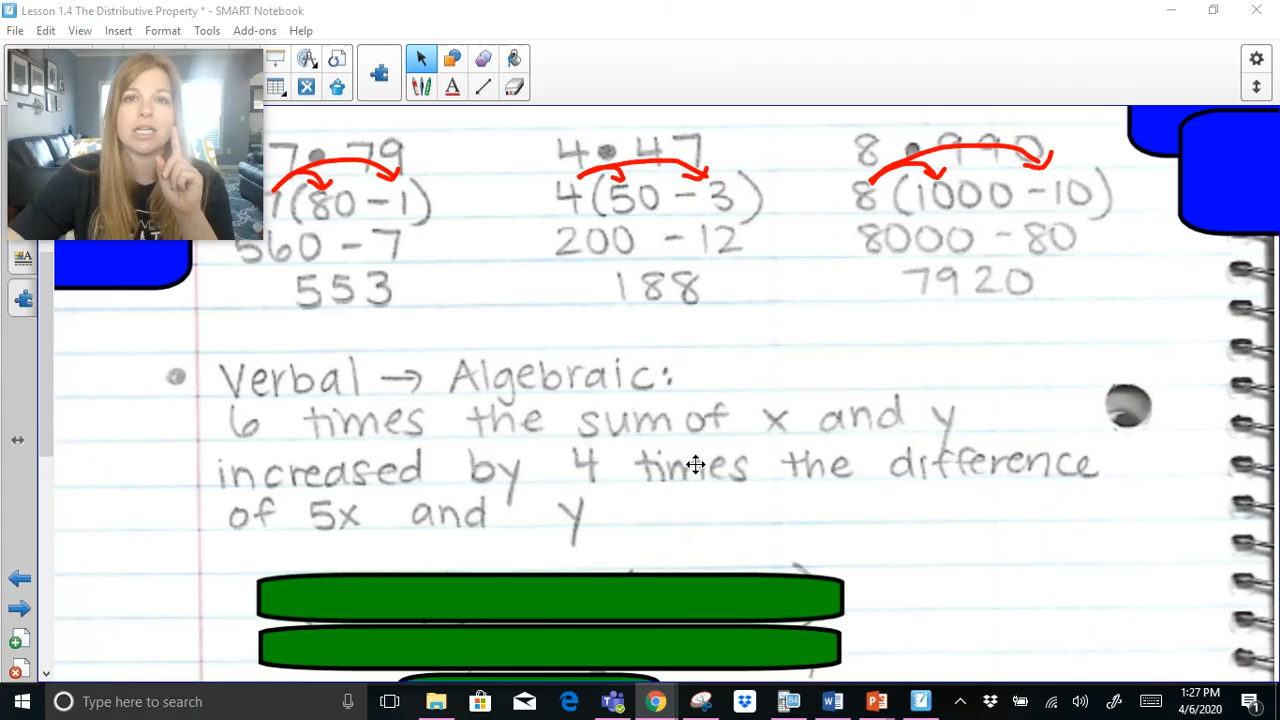 Lesson 1.4 The Distributive Property * - SMART Notebook
File Edit View Insert Format Tools Add-ons Help
7 • 79 4 • 47 8 • 990
7(80 - 1) 4(50 - 3) 8(1000 - 10)
560 - 7 200 - 12 8000 - 80
553 188 7920
• Verbal → Algebraic:
6 times the sum of x and y
increased by 4 times the difference
of 5x and y
Type here to search
1:27 PM
4/6/2020